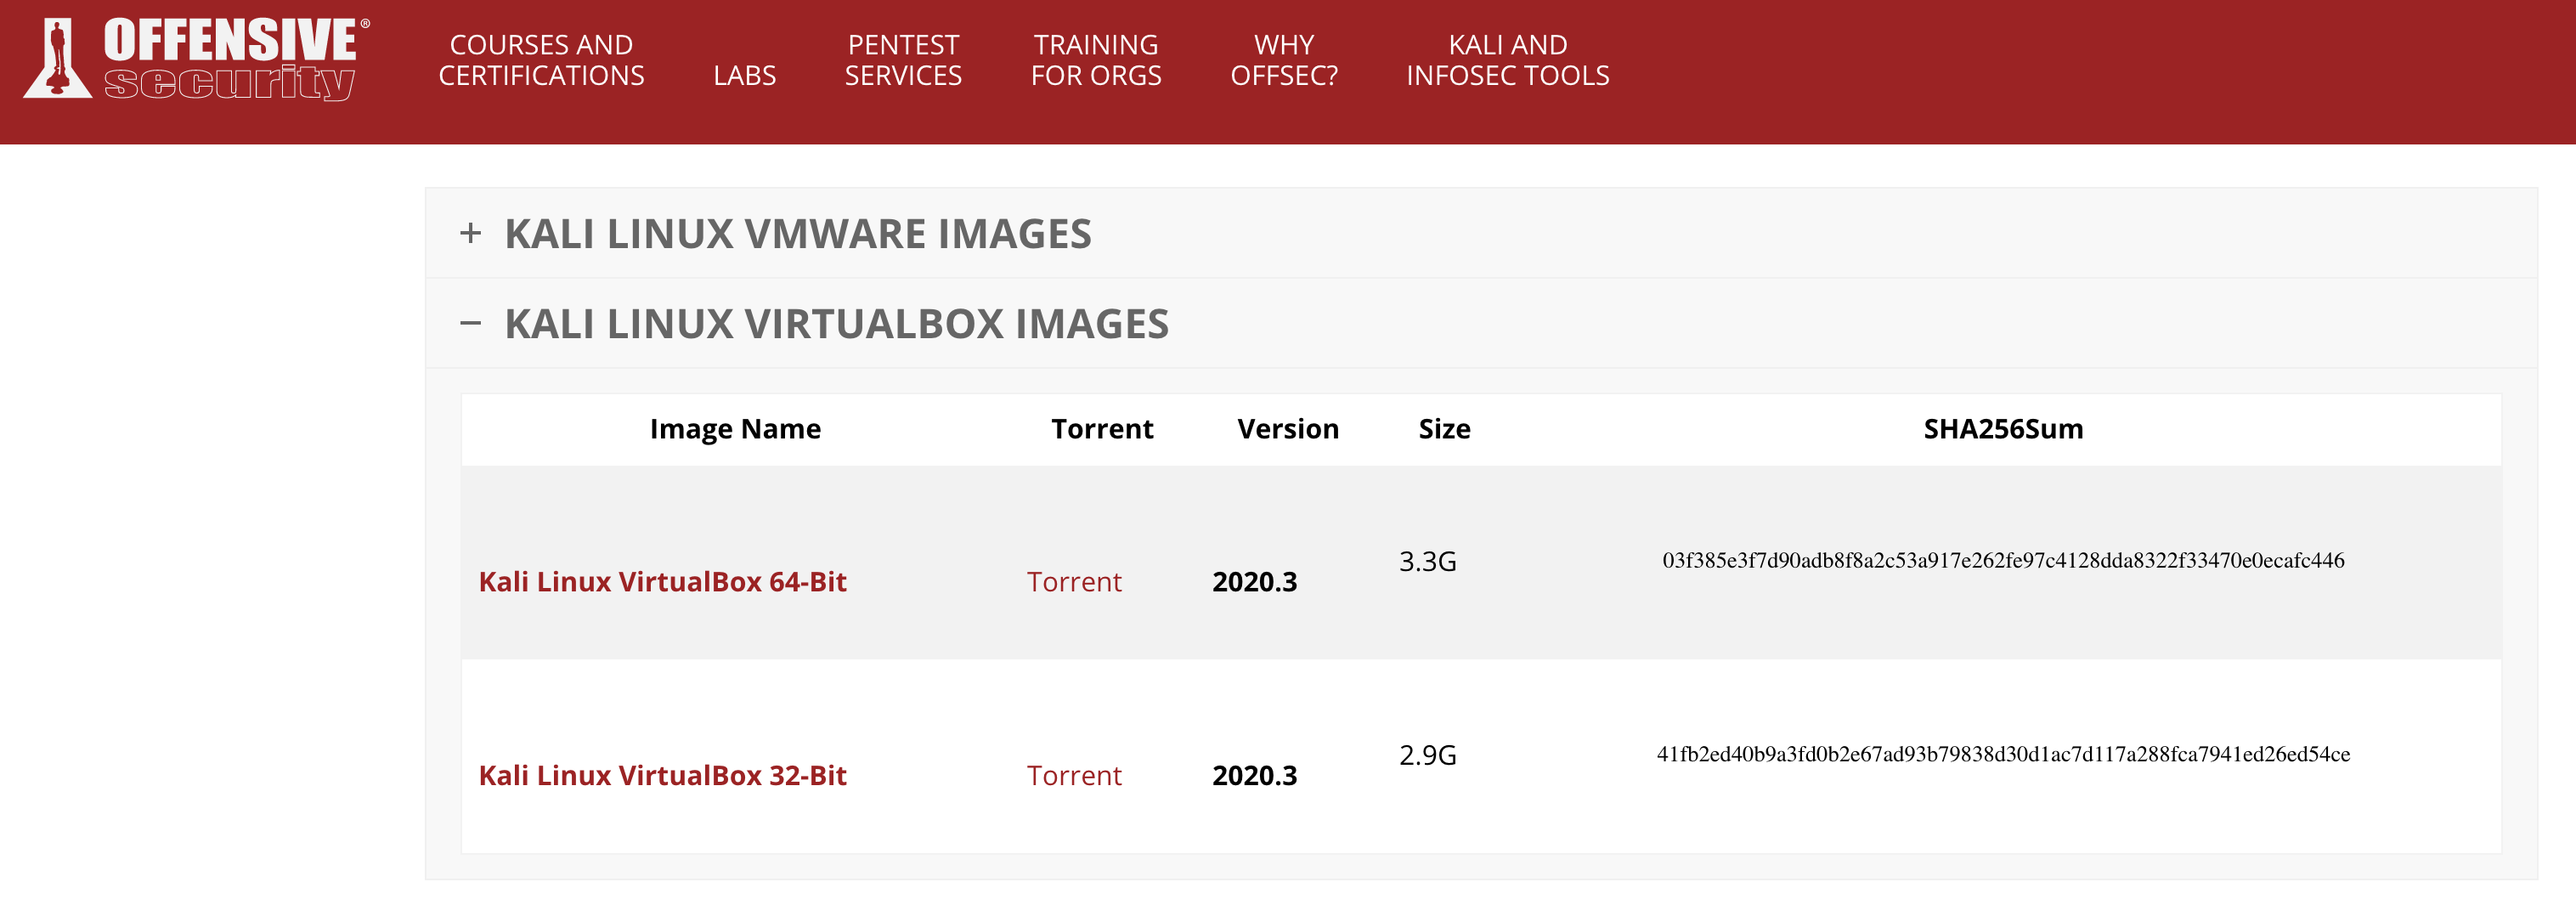 OFFENSIVE®
security
COURSES AND
CERTIFICATIONS
LABS
PENTEST
SERVICES
TRAINING
FOR ORGS
WHY
OFFSEC?
KALI AND
INFOSEC TOOLS
+ KALI LINUX VMWARE IMAGES
− KALI LINUX VIRTUALBOX IMAGES
Image Name Torrent Version Size SHA256Sum
Kali Linux VirtualBox 64-Bit Torrent 2020.3 3.3G 03f385e3f7d90adb8f8a2c53a917e262fe97c4128dda8322f33470e0ecafc446
Kali Linux VirtualBox 32-Bit Torrent 2020.3 2.9G 41fb2ed40b9a3fd0b2e67ad93b79838d30d1ac7d117a288fca7941ed26ed54ce